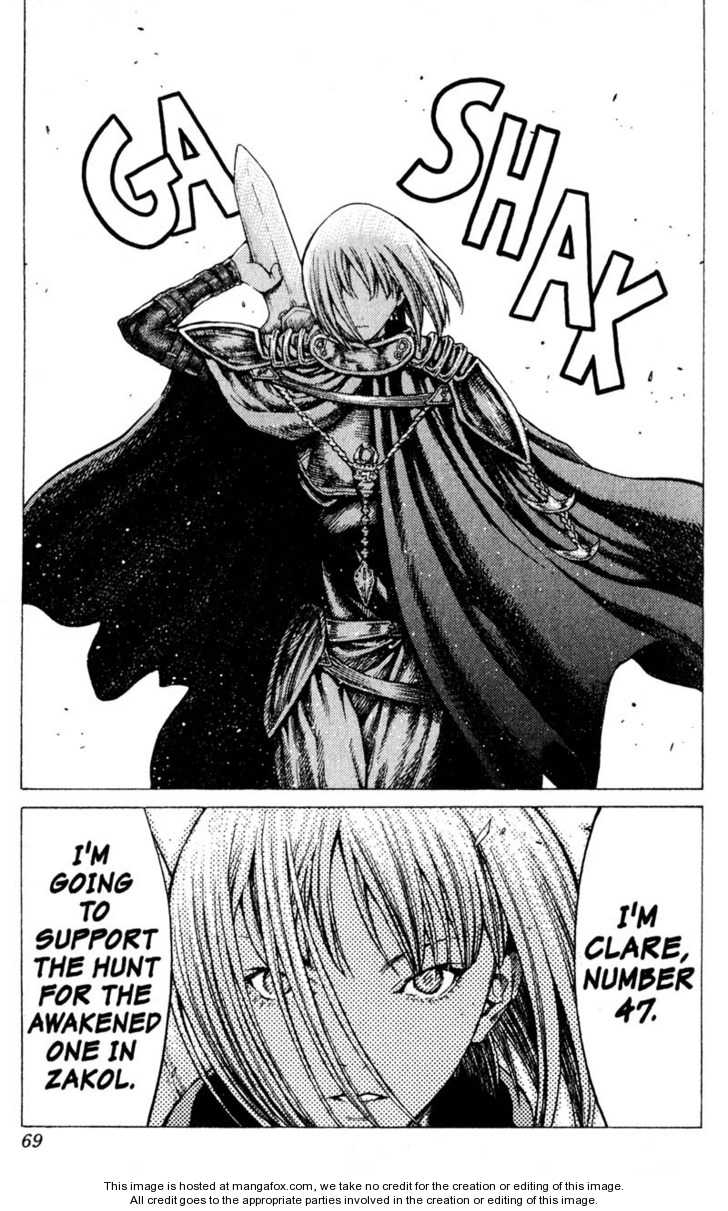 GA
SHAK
I'M
CLARE,
NUMBER
47.
I'M
GOING
TO
SUPPORT
THE HUNT
FOR THE
AWAKENED
ONE IN
ZAKOL.
69
This image is hosted at mangafox.com, we take no credit for the creation or editing of this image.
All credit goes to the appropriate parties involved in the creation or editing of this image.